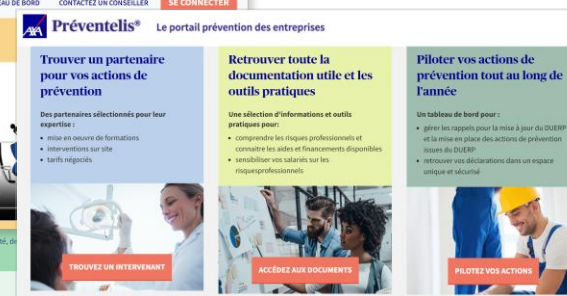 EAU DE BORD CONTACTEZ UN CONSEILLER SE CONNECTER
AXA Préventelis® Le portail prévention des entreprises
Trouver un partenaire
pour vos actions de
prévention
Des partenaires sélectionnés pour leur
expertise :
• mise en oeuvre de formations
• interventions sur site
• tarifs négociés
TROUVEZ UN INTERVENANT
Retrouver toute la
documentation utile et les
outils pratiques
Une sélection d'informations et outils
pratiques pour:
• comprendre les risques professionnels et
connaitre les aides et financements disponibles
• sensibiliser vos salariés sur les
risquesprofessionnels
ACCÉDEZ AUX DOCUMENTS
Piloter vos actions de
prévention tout au long de
l'année
Un tableau de bord pour :
• gérer les rappels pour la mise à jour du DUERP
et la mise en place des actions de prévention
issues du DUERP
• retrouver vos déclarations dans un espace
unique et sécurisé
PILOTEZ VOS ACTIONS